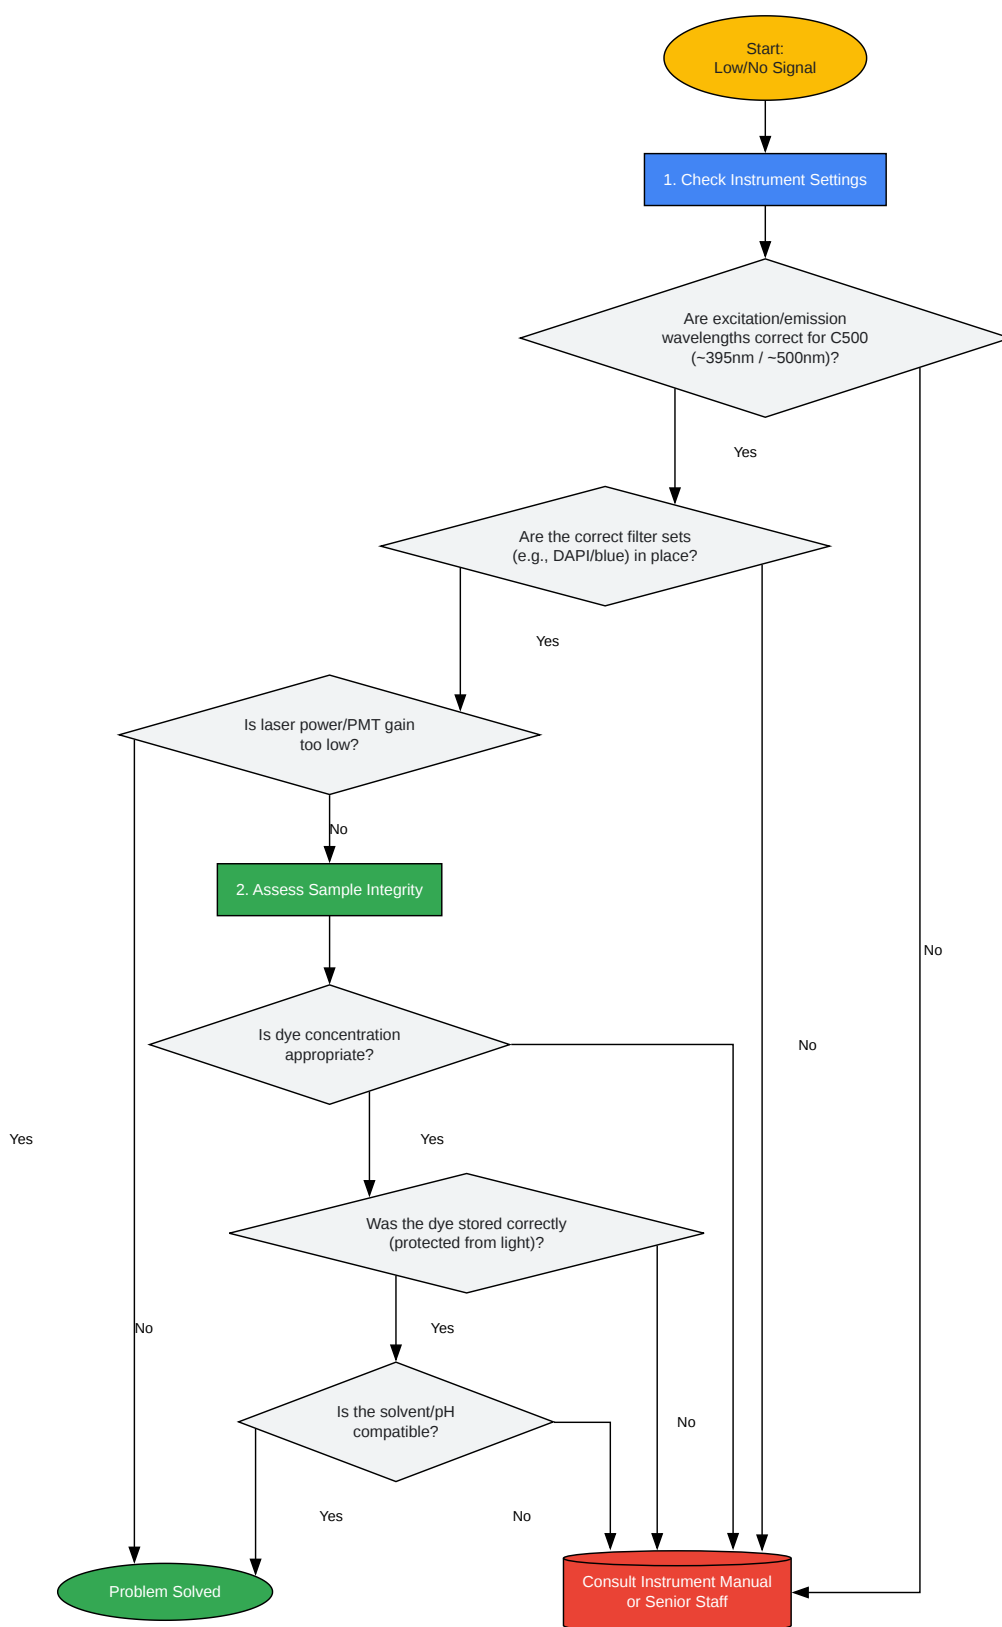 Start:
Low/No Signal
1. Check Instrument Settings
Are excitation/emission
wavelengths correct for C500
(~395nm / ~500nm)?
Yes
Are the correct filter sets
(e.g., DAPI/blue) in place?
Yes
Is laser power/PMT gain
too low?
No
2. Assess Sample Integrity
No
Is dye concentration
appropriate?
No
Yes
Yes
Was the dye stored correctly
(protected from light)?
No
Yes
Is the solvent/pH
compatible?
No
Yes
No
Problem Solved
Consult Instrument Manual
or Senior Staff